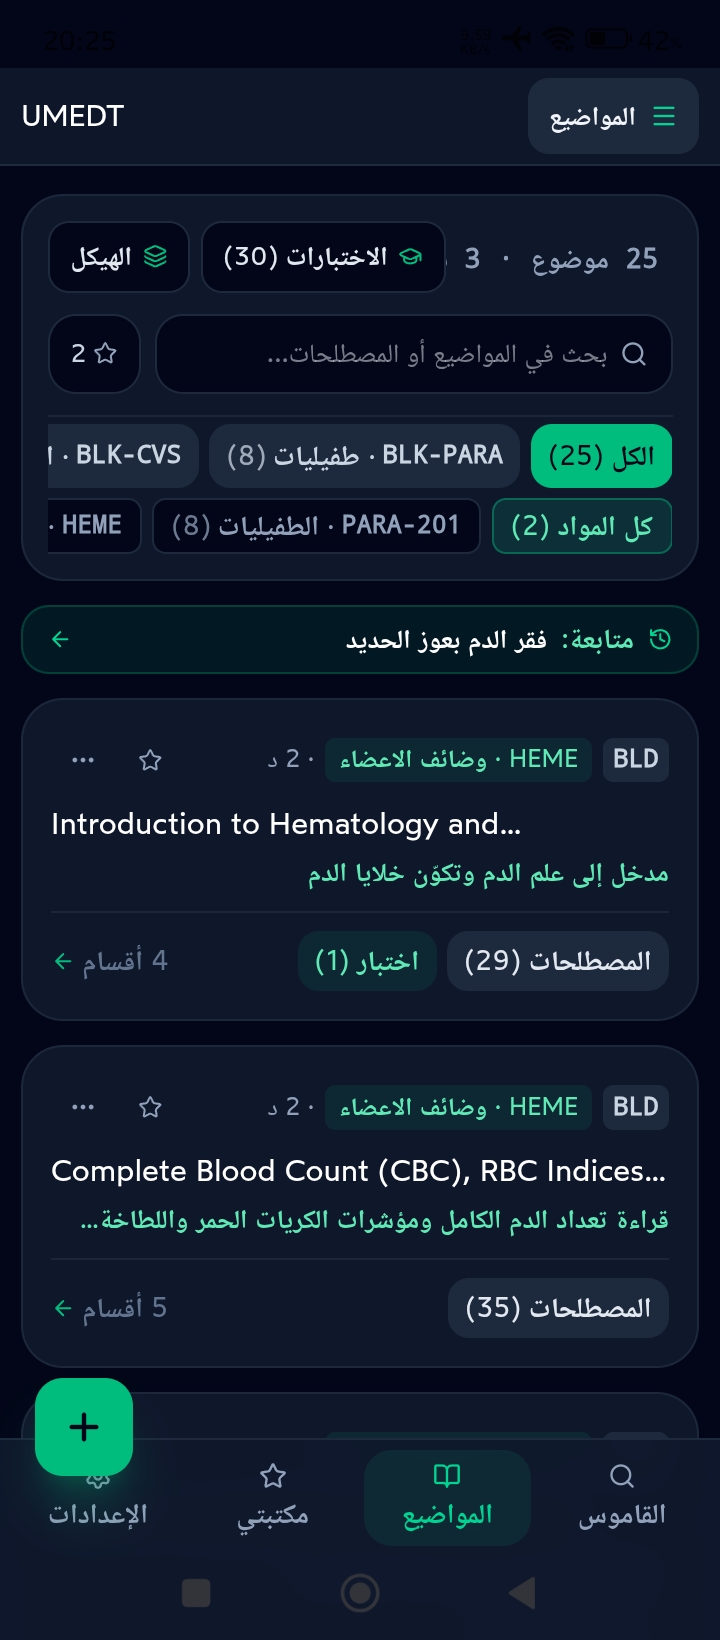 20:25
42
UMEDT
المواضيع
25 موضوع · 3
الاختبارات (30)
الهيكل
بحث في المواضيع أو المصطلحات...
2
الكل (25)
BLK-PARA · طفيليات (8)
BLK-CVS ·
كل المواد (2)
PARA-201 · الطفيليات (8)
HEME ·
متابعة: فقر الدم بعوز الحديد
BLD
HEME · وظائف الاعضاء
· 2 د
Introduction to Hematology and...
مدخل إلى علم الدم وتكوّن خلايا الدم
المصطلحات (29)
اختبار (1)
4 أقسام
BLD
HEME · وظائف الاعضاء
· 2 د
Complete Blood Count (CBC), RBC Indices...
قراءة تعداد الدم الكامل ومؤشرات الكريات الحمر واللطاخة...
المصطلحات (35)
5 أقسام
القاموس
المواضيع
مكتبتي
الإعدادات